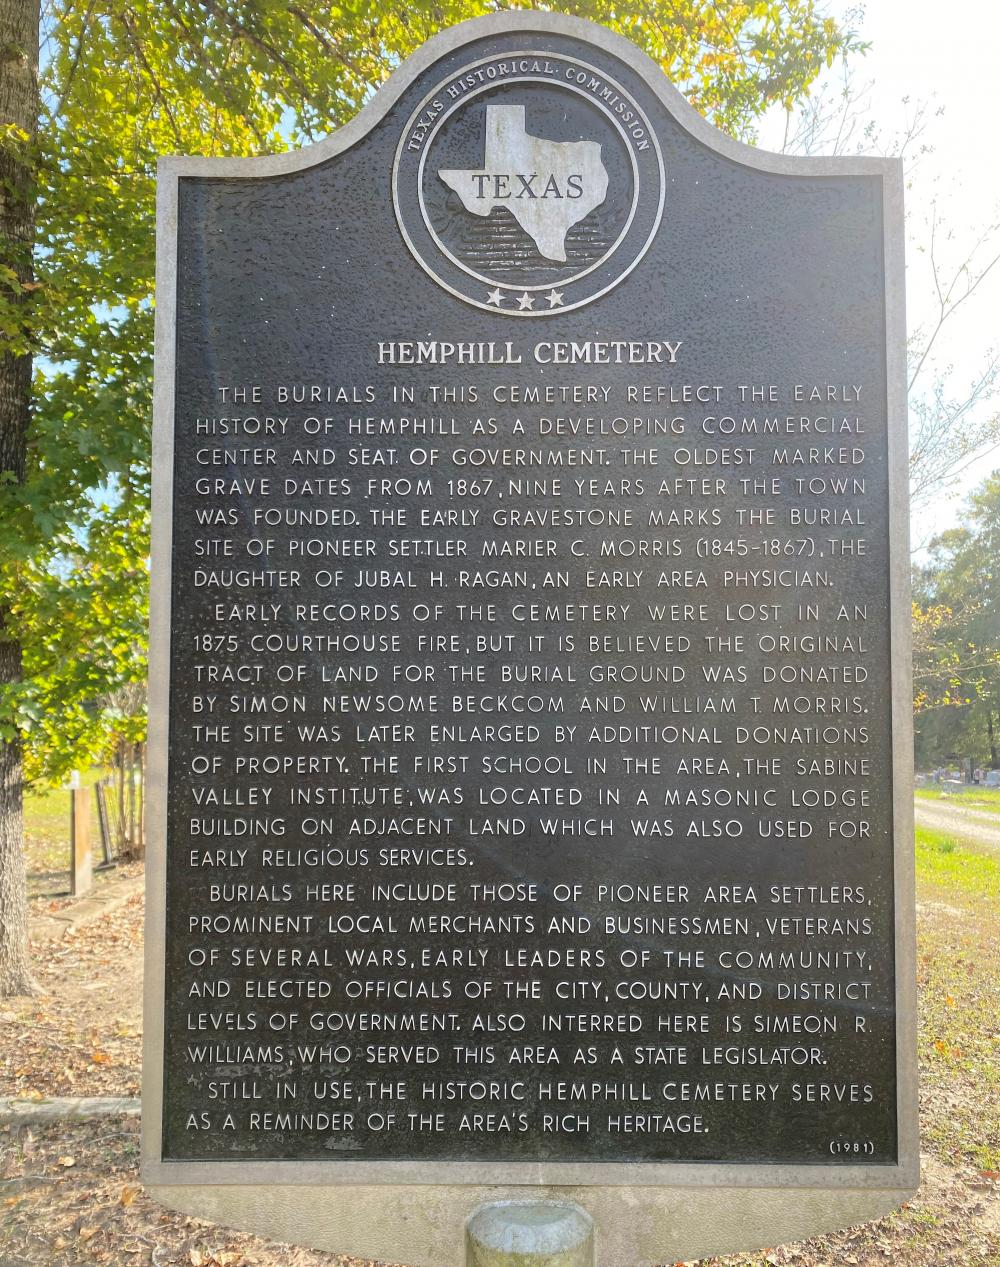 TEXAS HISTORICAL COMMISSION
TEXAS
HEMPHILL CEMETERY
THE BURIALS IN THIS CEMETERY REFLECT THE EARLY
HISTORY OF HEMPHILL AS A DEVELOPING COMMERCIAL
CENTER AND SEAT OF GOVERNMENT. THE OLDEST MARKED
GRAVE DATES FROM 1867, NINE YEARS AFTER THE TOWN
WAS FOUNDED. THE EARLY GRAVESTONE MARKS THE BURIAL
SITE OF PIONEER SETTLER MARIER C. MORRIS (1845-1867), THE
DAUGHTER OF JUBAL H. RAGAN, AN EARLY AREA PHYSICIAN.
EARLY RECORDS OF THE CEMETERY WERE LOST IN AN
1875 COURTHOUSE FIRE, BUT IT IS BELIEVED THE ORIGINAL
TRACT OF LAND FOR THE BURIAL GROUND WAS DONATED
BY SIMON NEWSOME BECKCOM AND WILLIAM T. MORRIS.
THE SITE WAS LATER ENLARGED BY ADDITIONAL DONATIONS
OF PROPERTY. THE FIRST SCHOOL IN THE AREA, THE SABINE
VALLEY INSTITUTE, WAS LOCATED IN A MASONIC LODGE
BUILDING ON ADJACENT LAND WHICH WAS ALSO USED FOR
EARLY RELIGIOUS SERVICES.
BURIALS HERE INCLUDE THOSE OF PIONEER AREA SETTLERS,
PROMINENT LOCAL MERCHANTS AND BUSINESSMEN, VETERANS
OF SEVERAL WARS, EARLY LEADERS OF THE COMMUNITY,
AND ELECTED OFFICIALS OF THE CITY, COUNTY, AND DISTRICT
LEVELS OF GOVERNMENT. ALSO INTERRED HERE IS SIMEON R.
WILLIAMS, WHO SERVED THIS AREA AS A STATE LEGISLATOR.
STILL IN USE, THE HISTORIC HEMPHILL CEMETERY SERVES
AS A REMINDER OF THE AREA'S RICH HERITAGE.
(1981)